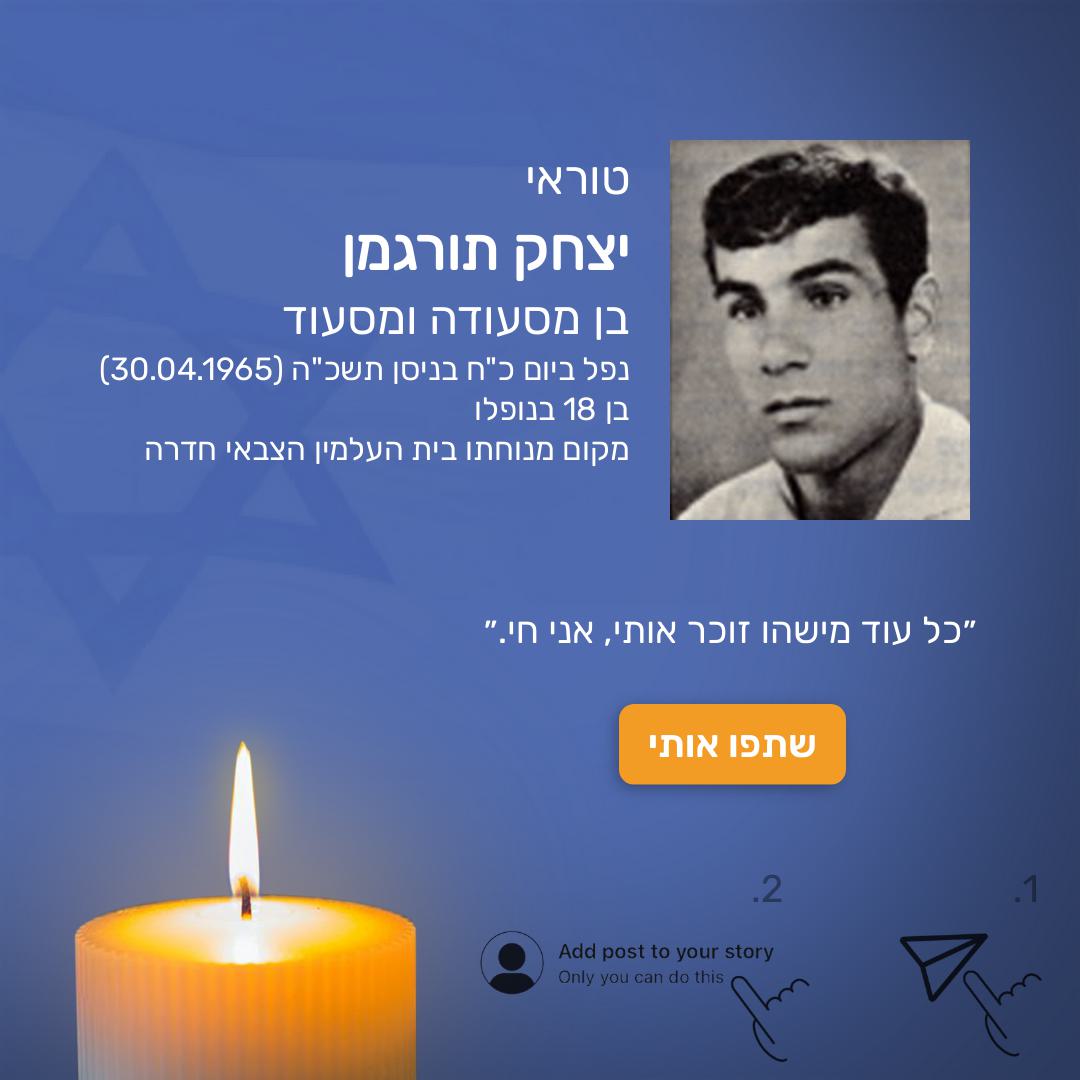 טוראי
יצחק תורגמן
בן מסעודה ומסעוד
נפל ביום כ"ח בניסן תשכ"ה (30.04.1965)
בן 18 בנופלו
מקום מנוחתו בית העלמין הצבאי חדרה
״כל עוד מישהו זוכר אותי, אני חי.״
שתפו אותי
1.
2.
Add post to your story
Only you can do this